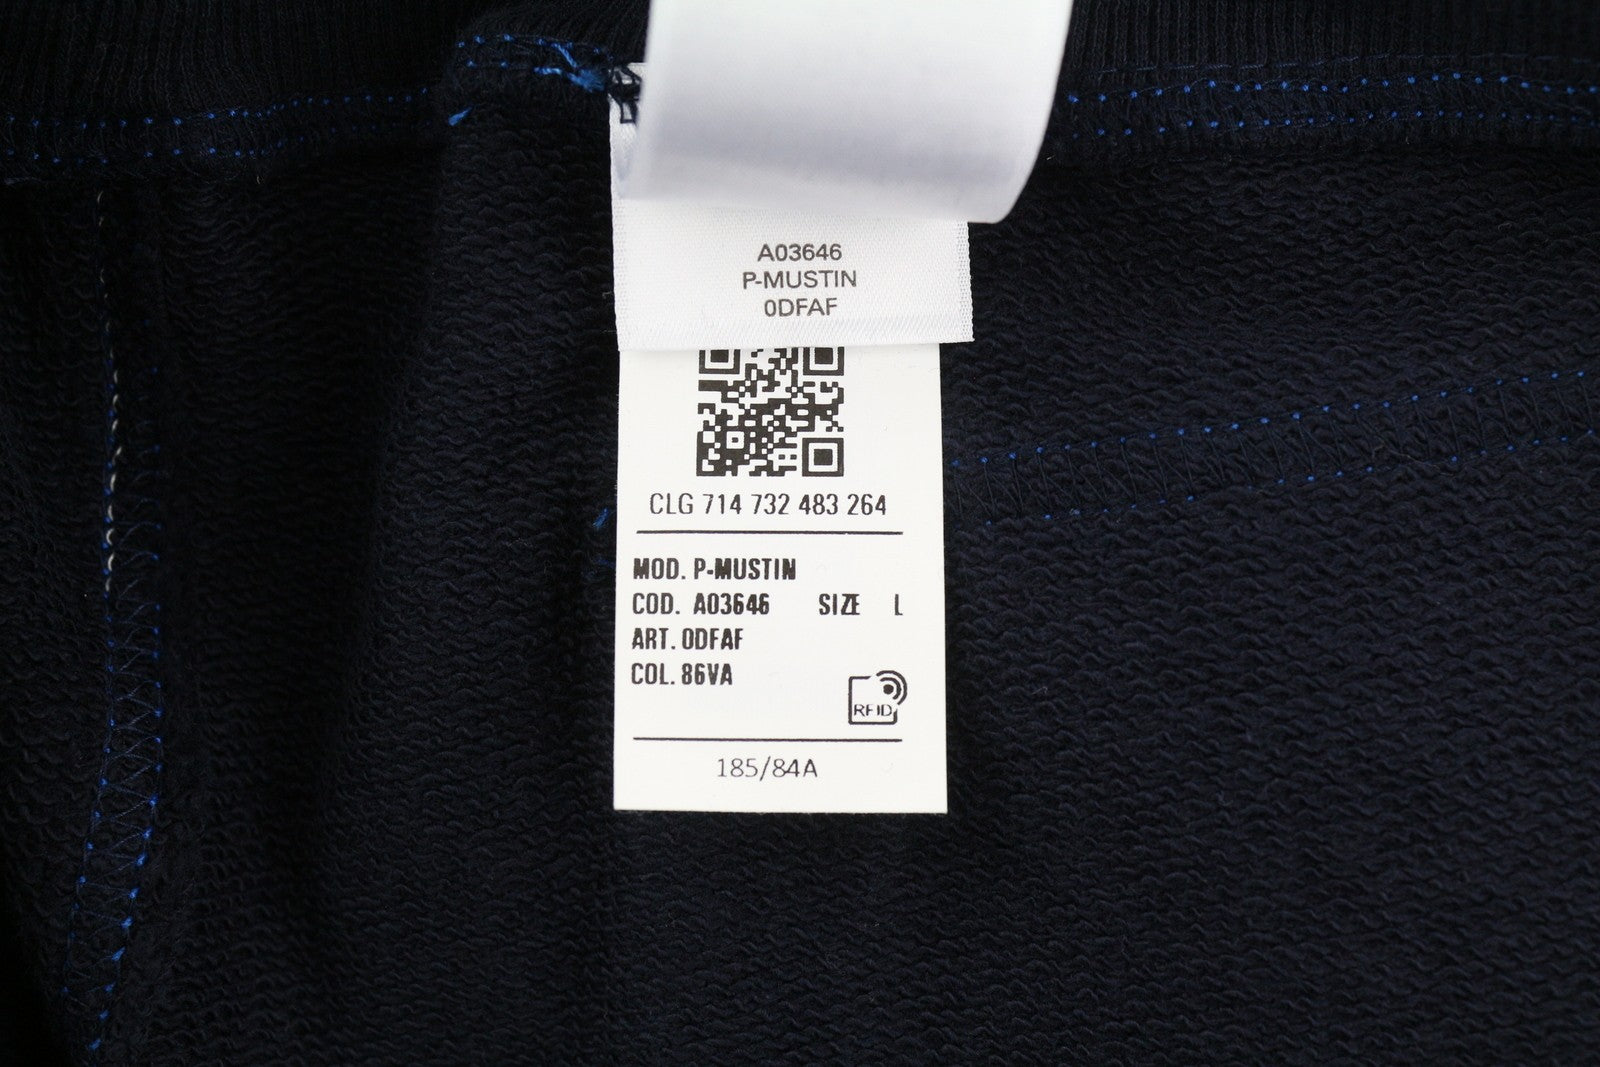 A03646
P-MUSTIN
0DFAF
CLG 714 732 483 264
MOD. P-MUSTIN
COD. A03646 SIZE L
ART. 0DFAF
COL. 86VA
RFID
185/84A